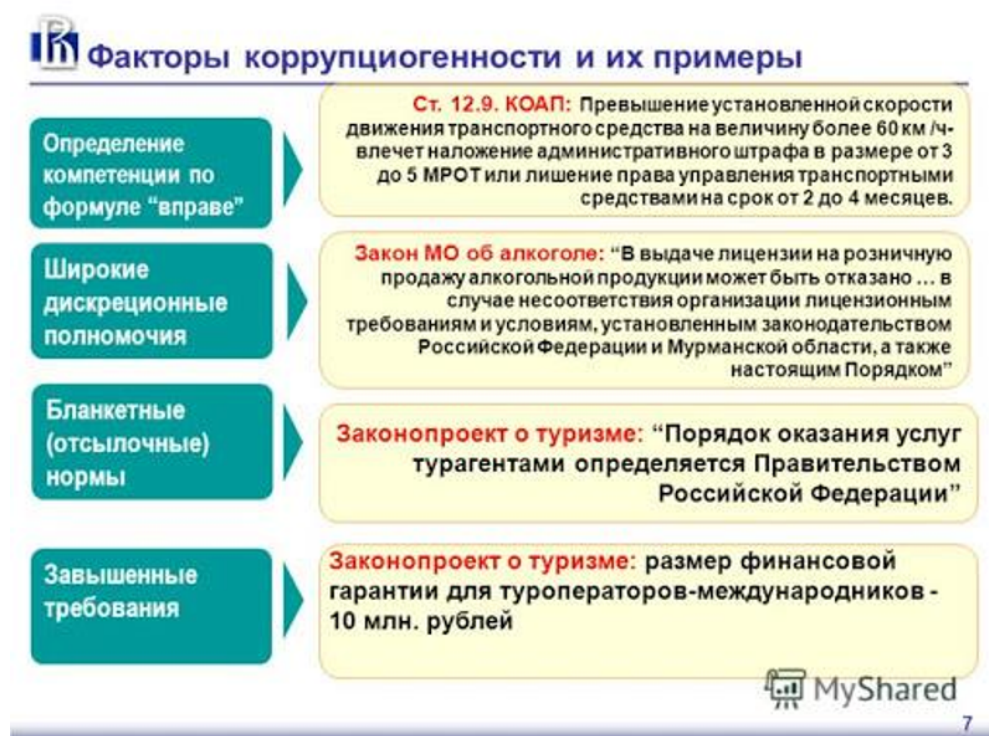 Факторы коррупциогенности и их примеры
Определение
компетенции по
формуле “вправе”
Ст. 12.9. КОАП: Превышение установленной скорости
движения транспортного средства на величину более 60 км /ч-
влечет наложение административного штрафа в размере от 3
до 5 МРОТ или лишение права управления транспортными
средствами на срок от 2 до 4 месяцев.
Широкие
дискреционные
полномочия
Закон МО об алкоголе: “В выдаче лицензии на розничную
продажу алкогольной продукции может быть отказано … в
случае несоответствия организации лицензионным
требованиям и условиям, установленным законодательством
Российской Федерации и Мурманской области, а также
настоящим Порядком”
Бланкетные
(отсылочные)
нормы
Законопроект о туризме: “Порядок оказания услуг
турагентами определяется Правительством
Российской Федерации”
Завышенные
требования
Законопроект о туризме: размер финансовой
гарантии для туроператоров-международников -
10 млн. рублей
MyShared
7